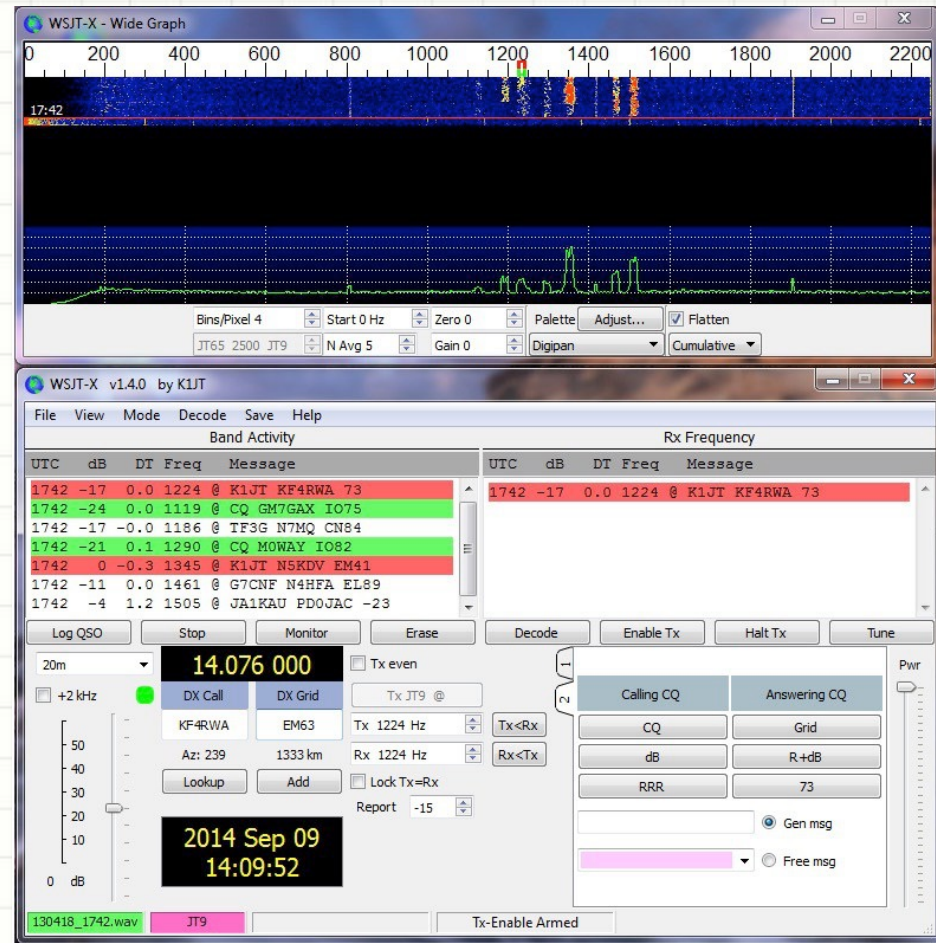 WSJT-X - Wide Graph
0 200 400 600 800 1000 1200 1400 1600 1800 2000 2200
17:42
Bins/Pixel 4 Start 0 Hz Zero 0 Palette Adjust... Flatten
JT65 2500 JT9 N Avg 5 Gain 0 Digipan Cumulative
WSJT-X v1.4.0 by K1JT
File View Mode Decode Save Help
Band Activity
UTC dB DT Freq Message
1742 -17 0.0 1224 @ K1JT KF4RWA 73
1742 -24 0.0 1119 @ CQ GM7GAX IO75
1742 -17 -0.0 1186 @ TF3G N7MQ CN84
1742 -21 0.1 1290 @ CQ M0WAY IO82
1742 0 -0.3 1345 @ K1JT N5KDV EM41
1742 -11 0.0 1461 @ G7CNF N4HFA EL89
1742 -4 1.2 1505 @ JA1KAU PD0JAC -23
Rx Frequency
UTC dB DT Freq Message
1742 -17 0.0 1224 @ K1JT KF4RWA 73
Log QSO Stop Monitor Erase Decode Enable Tx Halt Tx Tune
20m
14.076 000
Tx even
+2 kHz
DX Call DX Grid
Tx JT9 @
KF4RWA EM63
Tx 1224 Hz
Tx<Rx
Az: 239 1333 km
Rx 1224 Hz
Rx<Tx
Lookup Add
Lock Tx=Rx
Report -15
50
40
30
20
10
0 dB
2014 Sep 09
14:09:52
1
2
Calling CQ Answering CQ
CQ Grid
dB R+dB
RRR 73
Gen msg
Free msg
Pwr
130418_1742.wav JT9 Tx-Enable Armed